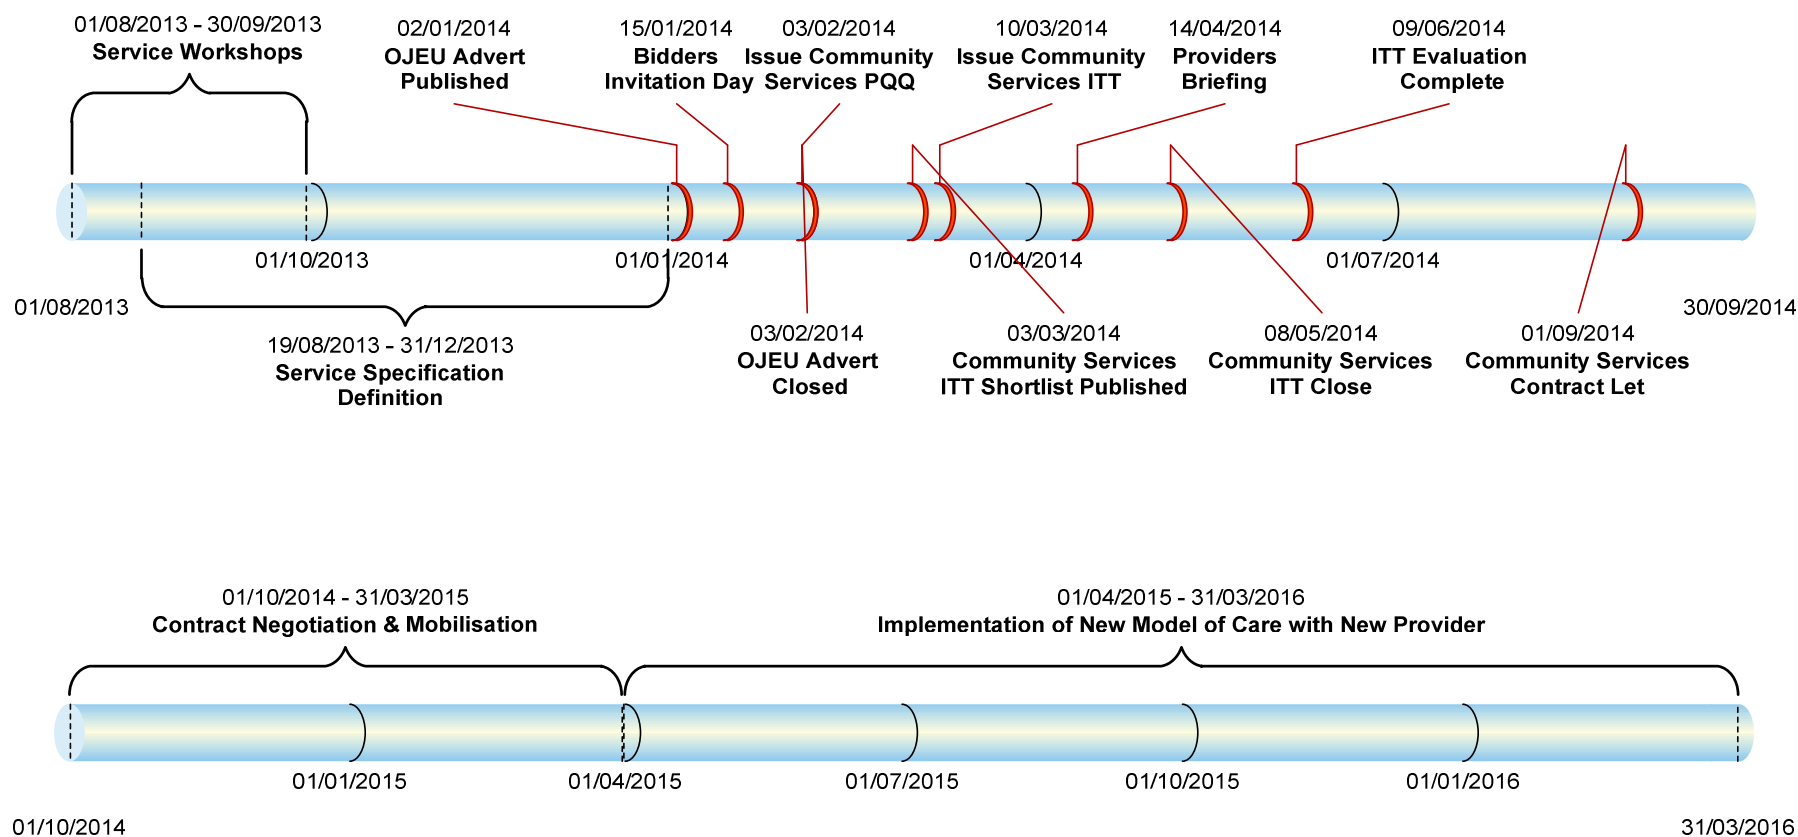 01/08/2013 - 30/09/2013
Service Workshops
02/01/2014
OJEU Advert
Published
15/01/2014
Bidders
Invitation Day
03/02/2014
Issue Community
Services PQQ
10/03/2014
Issue Community
Services ITT
14/04/2014
Providers
Briefing
09/06/2014
ITT Evaluation
Complete
01/10/2013
01/01/2014
01/04/2014
01/07/2014
01/08/2013
30/09/2014
19/08/2013 - 31/12/2013
Service Specification
Definition
03/02/2014
OJEU Advert
Closed
03/03/2014
Community Services
ITT Shortlist Published
08/05/2014
Community Services
ITT Close
01/09/2014
Community Services
Contract Let
01/10/2014 - 31/03/2015
Contract Negotiation & Mobilisation
01/04/2015 - 31/03/2016
Implementation of New Model of Care with New Provider
01/01/2015
01/04/2015
01/07/2015
01/10/2015
01/01/2016
01/10/2014
31/03/2016